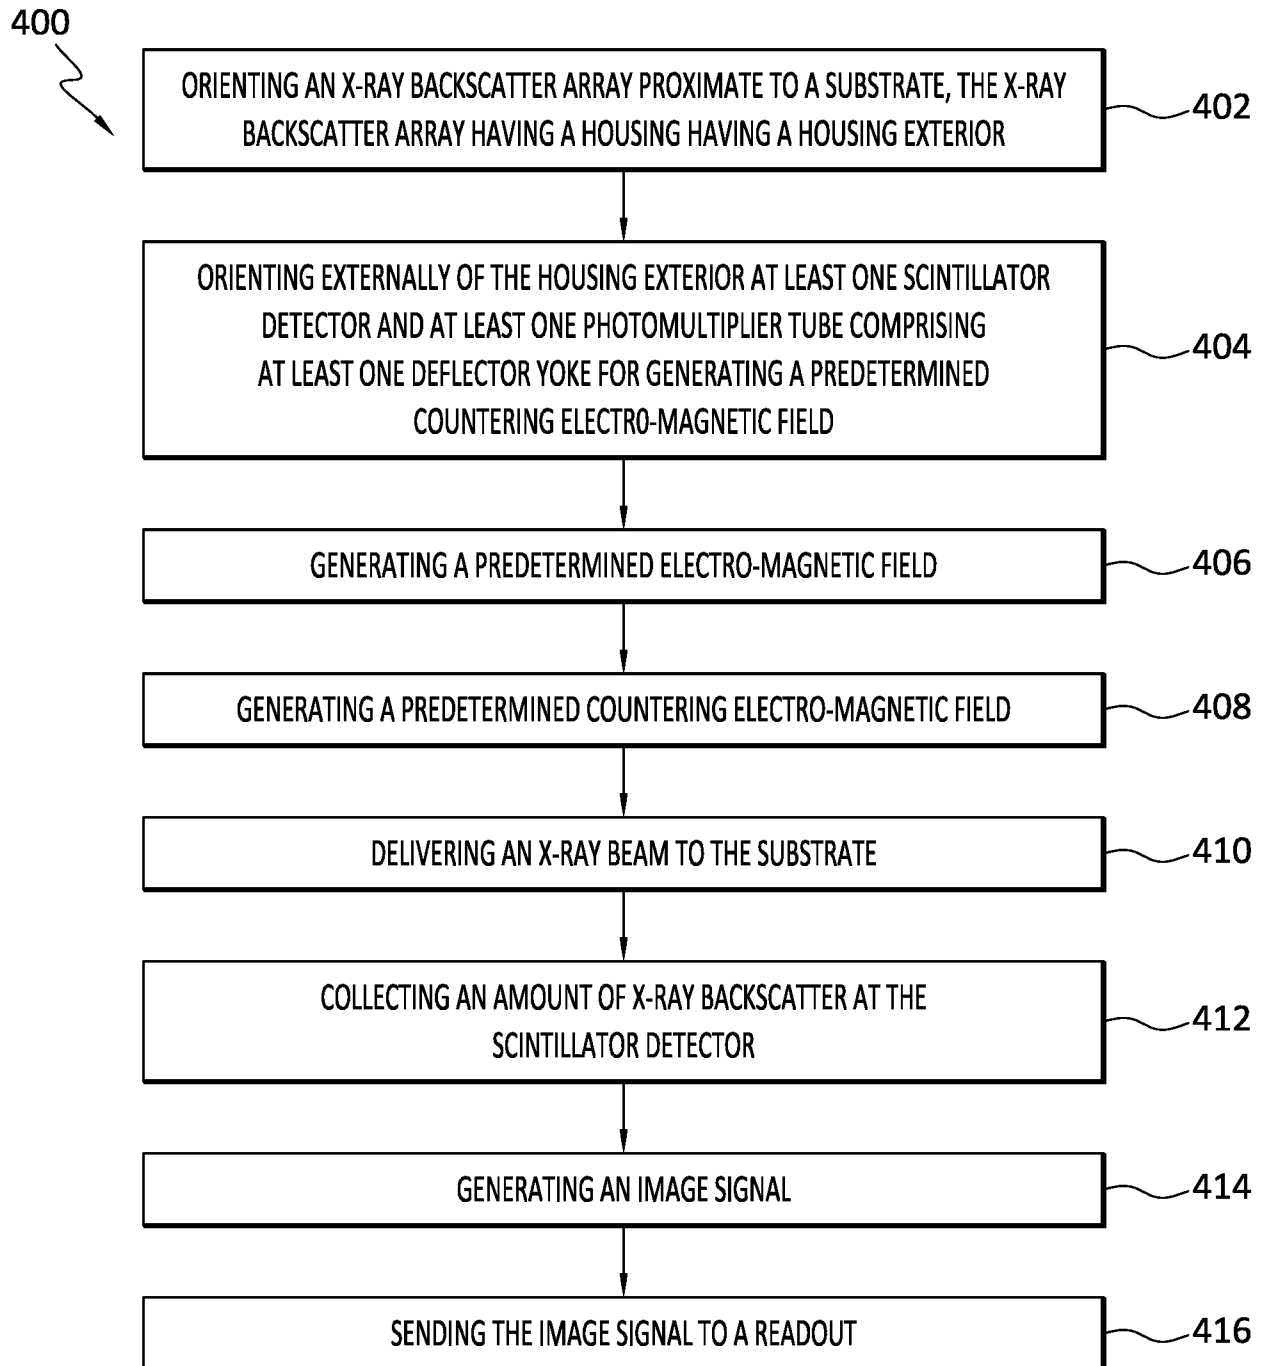 400
ORIENTING AN X-RAY BACKSCATTER ARRAY PROXIMATE TO A SUBSTRATE, THE X-RAY
BACKSCATTER ARRAY HAVING A HOUSING HAVING A HOUSING EXTERIOR
402
ORIENTING EXTERNALLY OF THE HOUSING EXTERIOR AT LEAST ONE SCINTILLATOR
DETECTOR AND AT LEAST ONE PHOTOMULTIPLIER TUBE COMPRISING
AT LEAST ONE DEFLECTOR YOKE FOR GENERATING A PREDETERMINED
COUNTERING ELECTR0-MAGNETIC FIELD
404
GENERATING A PREDETERMINED ELECTRO-MAGNETIC FIELD
406
GENERATING A PREDETERMINED COUNTERING ELECTRO-MAGNETIC FIELD
408
DELIVERING AN X-RAY BEAM TO THE SUBSTRATE
410
COLLECTING AN AMOUNT OF X-RAY BACKSCATTER AT THE
SCINTILLATOR DETECTOR
412
GENERATING AN IMAGE SIGNAL
414
SENDING THE IMAGE SIGNAL TO A READOUT
416